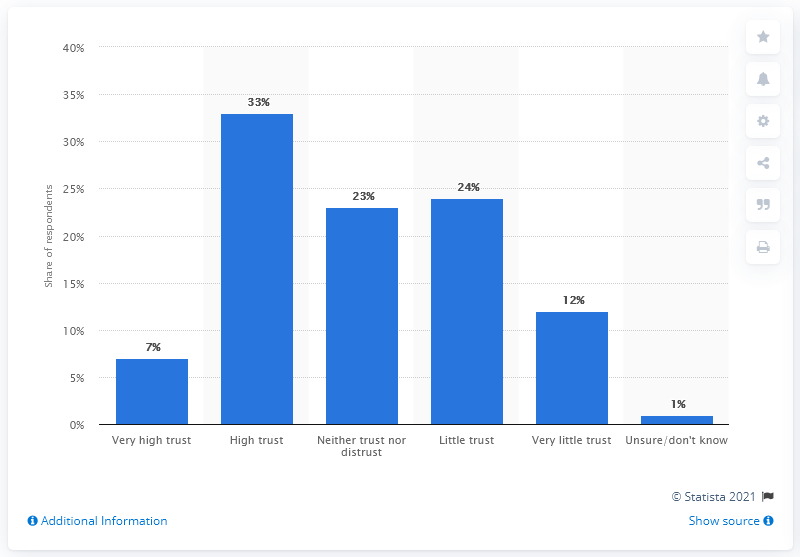 40%
35%
30%
25%
20%
15%
10%
5%
0%
Share of respondents
7%
33%
23%
24%
12%
1%
Very high trust
High trust
Neither trust nor
distrust
Little trust
Very little trust
Unsure/don't know
© Statista 2021
Additional Information
Show source